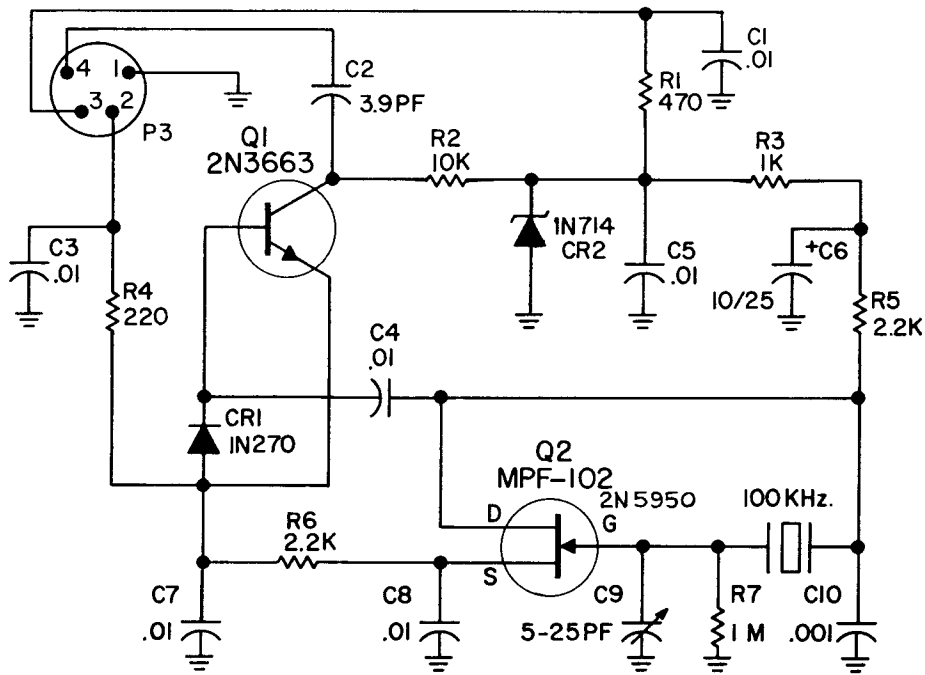 C1
.01
4 1
3 2
P3
C2
3.9PF
R1
470
Q1
2N3663
R2
10K
R3
1K
C3
.01
R4
220
1N714
CR2
C5
.01
+C6
10/25
R5
2.2K
C4
.01
CR1
1N270
Q2
MPF-102
2N5950
D
G
S
100KHz.
R6
2.2K
C7
.01
C8
.01
C9
5-25PF
R7
1 M
C10
.001